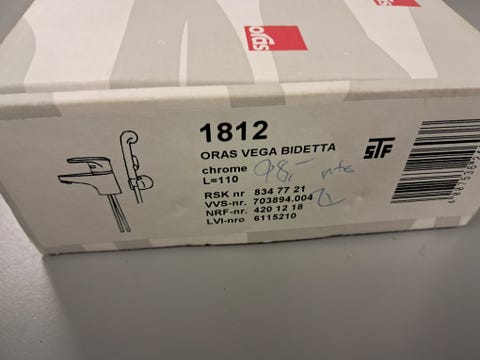 oras
1812
ORAS VEGA BIDETTA
chrome 98,-
L=110
RSK nr 834 77 21
VVS-nr. 703894.004
NRF-nr. 420 12 18
LVI-nro 6115210
STF